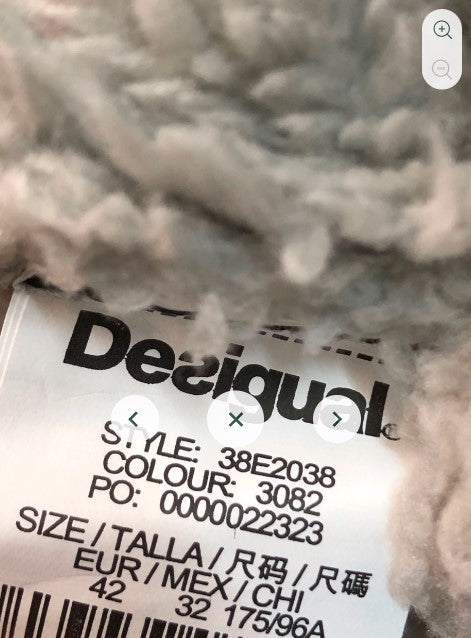 Desigual
STYLE: 38E2038
COLOUR: 3082
PO: 0000022323
SIZE / TALLA / 尺码 / 尺碼
EUR / MEX / CHI
42 32 175/96A